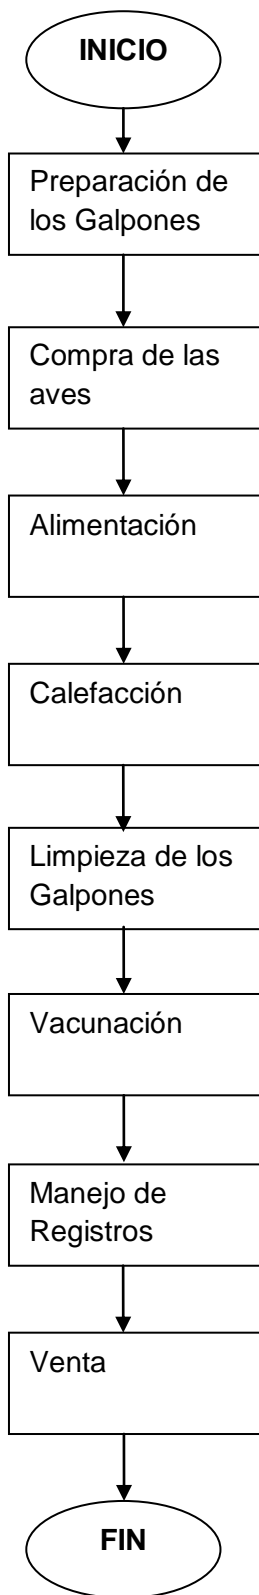 INICIO
Preparación de
los Galpones
Compra de las
aves
Alimentación
Calefacción
Limpieza de los
Galpones
Vacunación
Manejo de
Registros
Venta
FIN